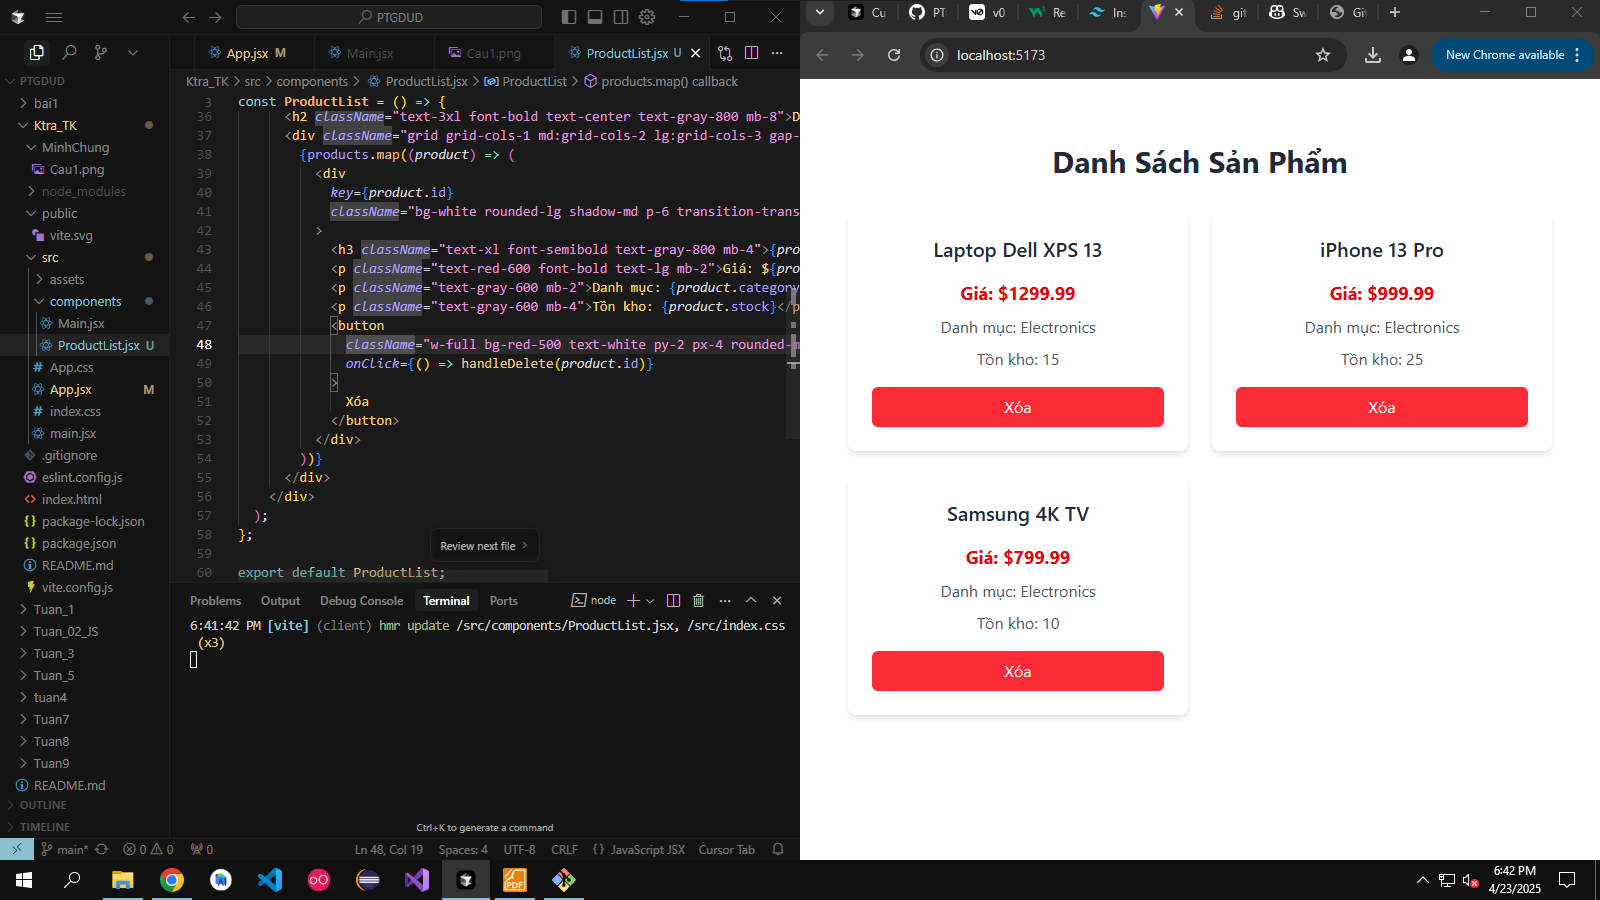 PTGDUD
App.jsx M
Main.jsx
Cau1.png
ProductList.jsx U
Ktra_TK > src > components > ProductList.jsx > ProductList > products.map() callback
PTGDUD
bai1
Ktra_TK
MinhChung
Cau1.png
node_modules
public
vite.svg
src
assets
components
Main.jsx
ProductList.jsx U
App.css
App.jsx M
index.css
main.jsx
.gitignore
eslint.config.js
index.html
package-lock.json
package.json
README.md
vite.config.js
Tuan_1
Tuan_02_JS
Tuan_3
Tuan_5
tuan4
Tuan7
Tuan8
Tuan9
README.md
OUTLINE
TIMELINE
3 const ProductList = () => {
36 <h2 className="text-3xl font-bold text-center text-gray-800 mb-8">D
37 <div className="grid grid-cols-1 md:grid-cols-2 lg:grid-cols-3 gap-
38 {products.map((product) => (
39 <div
40 key={product.id}
41 className="bg-white rounded-lg shadow-md p-6 transition-trans
42 >
43 <h3 className="text-xl font-semibold text-gray-800 mb-4">{pro
44 <p className="text-red-600 font-bold text-lg mb-2">Giá: ${pro
45 <p className="text-gray-600 mb-2">Danh mục: {product.category
46 <p className="text-gray-600 mb-4">Tồn kho: {product.stock}</p
47 <button
48 className="w-full bg-red-500 text-white py-2 px-4 rounded-m
49 onClick={() => handleDelete(product.id)}
50 >
51 Xóa
52 </button>
53 </div>
54 ))}
55 </div>
56 </div>
57 );
58 };
59
60 export default ProductList;
Review next file >
Problems Output Debug Console Terminal Ports
node
6:41:42 PM [vite] (client) hmr update /src/components/ProductList.jsx, /src/index.css
(x3)
Ctrl+K to generate a command
main* 0 0 0 Ln 48, Col 19 Spaces: 4 UTF-8 CRLF {} JavaScript JSX Cursor Tab
Cu PT v0 Re Ins git Sw Git
localhost:5173
New Chrome available
Danh Sách Sản Phẩm
Laptop Dell XPS 13
Giá: $1299.99
Danh mục: Electronics
Tồn kho: 15
Xóa
iPhone 13 Pro
Giá: $999.99
Danh mục: Electronics
Tồn kho: 25
Xóa
Samsung 4K TV
Giá: $799.99
Danh mục: Electronics
Tồn kho: 10
Xóa
PDF
6:42 PM
4/23/2025